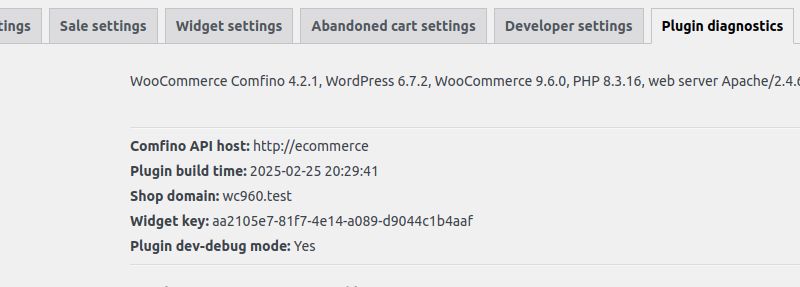 tings Sale settings Widget settings Abandoned cart settings Developer settings Plugin diagnostics
WooCommerce Comfino 4.2.1, WordPress 6.7.2, WooCommerce 9.6.0, PHP 8.3.16, web server Apache/2.4.6
Comfino API host: http://ecommerce
Plugin build time: 2025-02-25 20:29:41
Shop domain: wc960.test
Widget key: aa2105e7-81f7-4e14-a089-d9044c1b4aaf
Plugin dev-debug mode: Yes